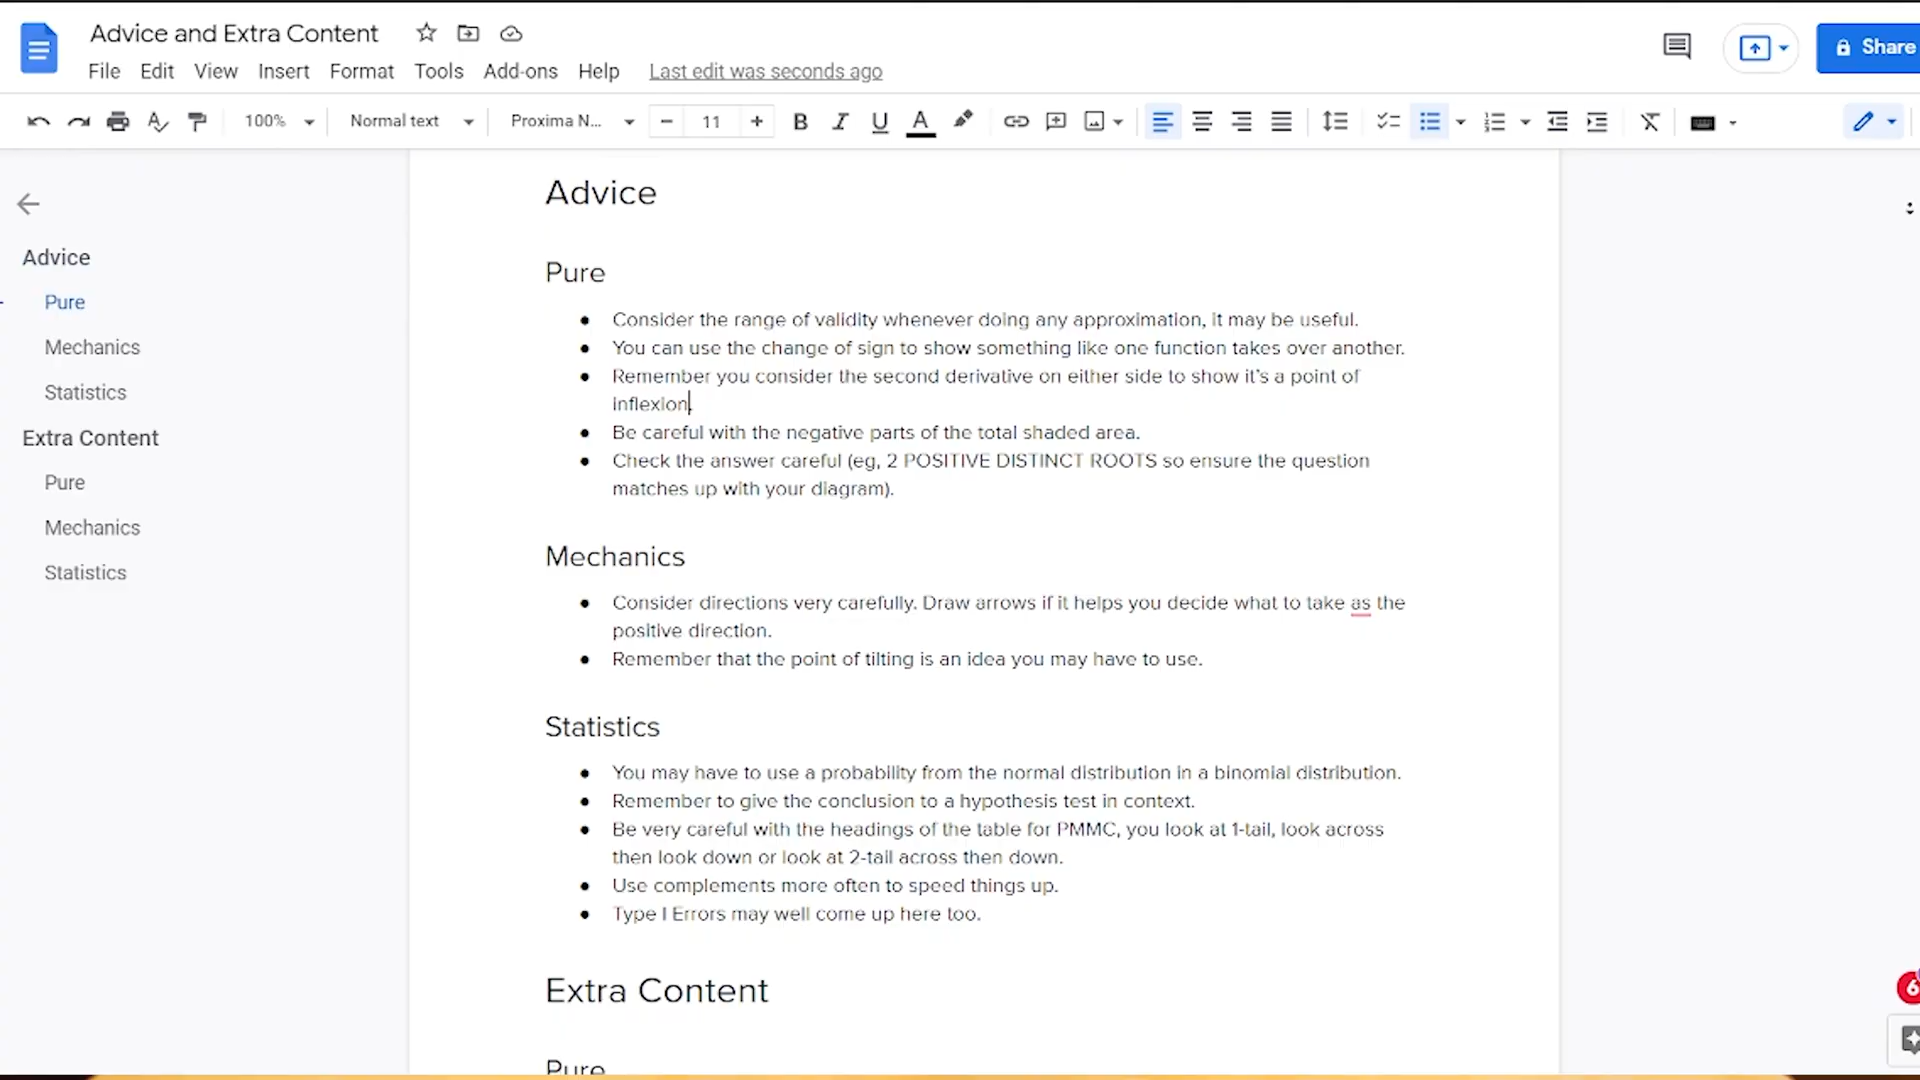 Advice and Extra Content
File Edit View Insert Format Tools Add-ons Help Last edit was seconds ago
Share
100% Normal text Proxima N... 11
Advice
Pure
Mechanics
Statistics
Extra Content
Pure
Mechanics
Statistics
Advice
Pure
Consider the range of validity whenever doing any approximation, it may be useful.
You can use the change of sign to show something like one function takes over another.
Remember you consider the second derivative on either side to show it's a point of
inflexion.
Be careful with the negative parts of the total shaded area.
Check the answer careful (eg, 2 POSITIVE DISTINCT ROOTS so ensure the question
matches up with your diagram).
Mechanics
Consider directions very carefully. Draw arrows if it helps you decide what to take as the
positive direction.
Remember that the point of tilting is an idea you may have to use.
Statistics
You may have to use a probability from the normal distribution in a binomial distribution.
Remember to give the conclusion to a hypothesis test in context.
Be very careful with the headings of the table for PMMC, you look at 1-tail, look across
then look down or look at 2-tail across then down.
Use complements more often to speed things up.
Type I Errors may well come up here too.
Extra Content
Pure
6